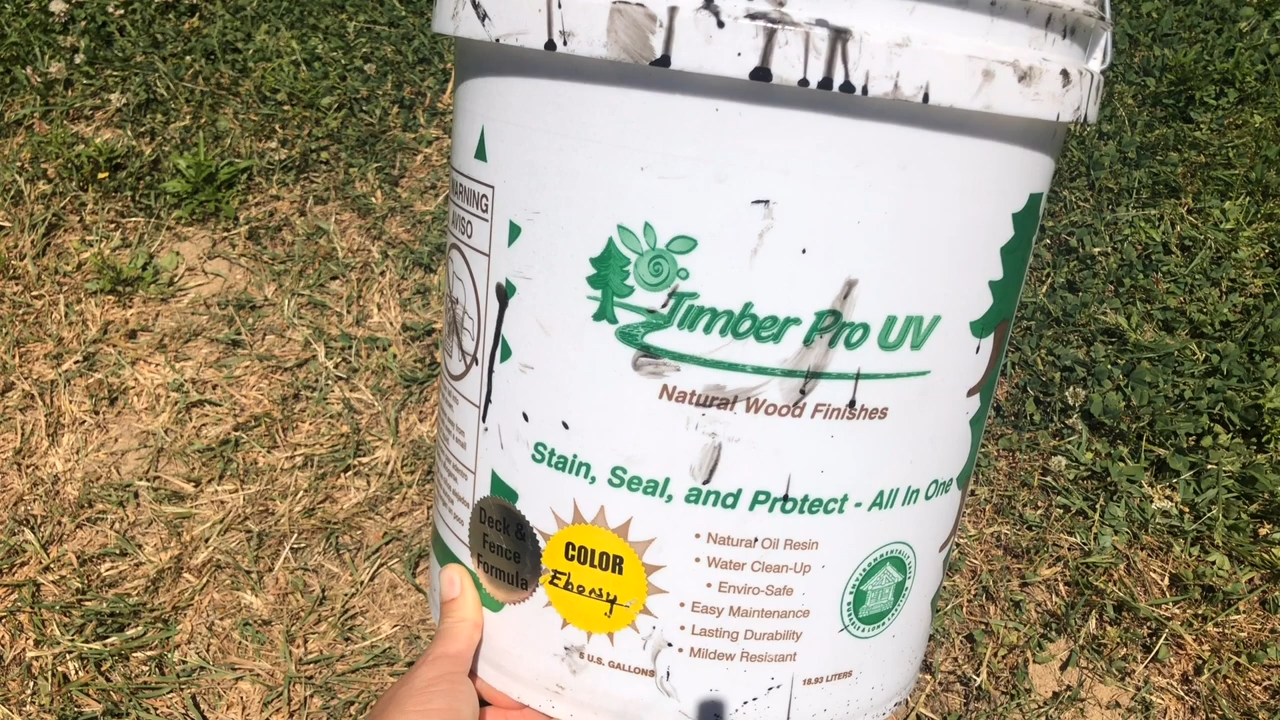 WARNING
AVISO
Timber Pro UV
Natural Wood Finishes
Stain, Seal, and Protect - All In One
Deck &
Fence
Formula
COLOR
Ebony
• Natural Oil Resin
• Water Clean-Up
• Enviro-Safe
• Easy Maintenance
• Lasting Durability
• Mildew Resistant
5 U.S. GALLONS
18.93 LITERS